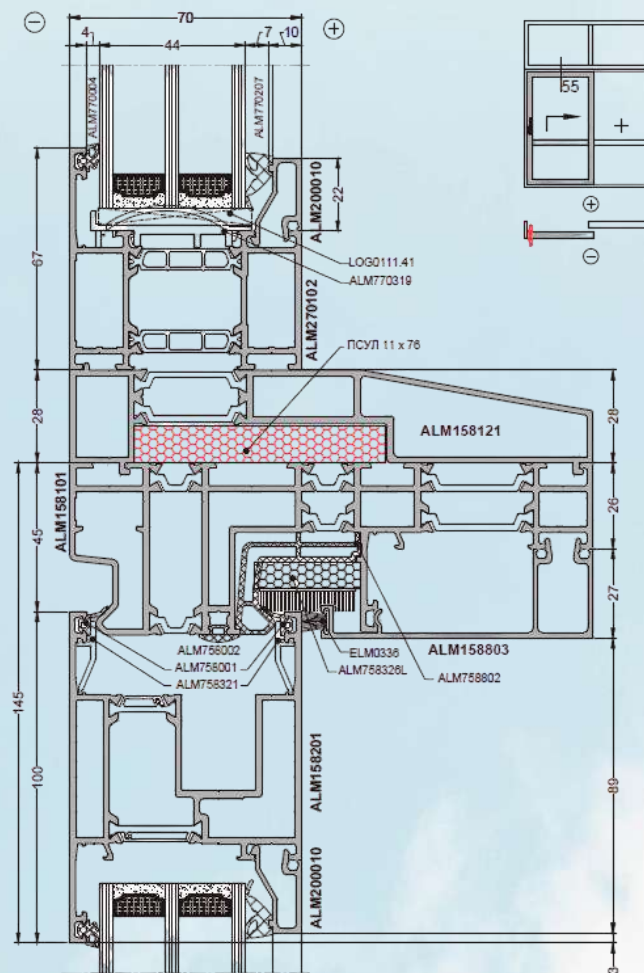 70
4
44
7
10
ALM770004
ALM770207
55
ALM200010
22
67
LOG0111.41
ALM770319
ALM270102
ПСУЛ 11 x 76
28
ALM158121
28
ALM158101
45
26
27
ALM758002
ALM758001
ALM758321
ELM0336
ALM758326L
ALM158803
ALM758802
145
100
ALM158201
89
ALM200010
3